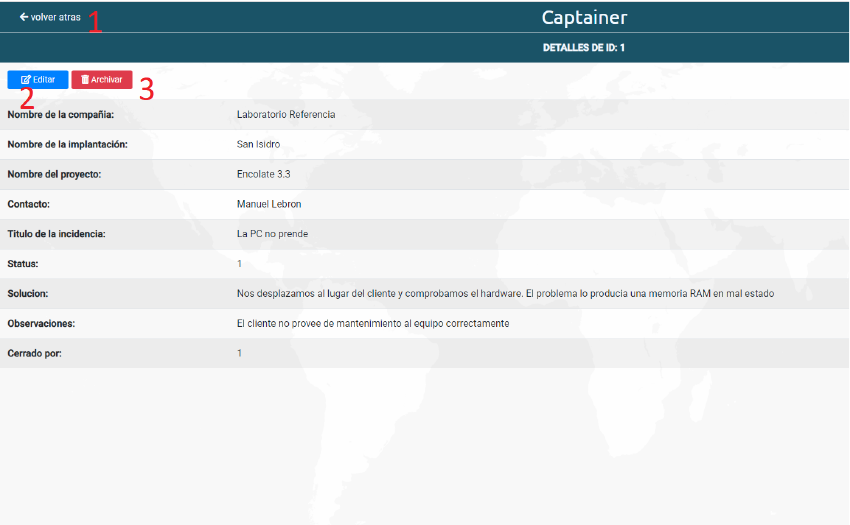 volver atras 1 Captainer
DETALLES DE ID: 1
Editar Archivar 3
2
Nombre de la compañia: Laboratorio Referencia
Nombre de la implantación: San Isidro
Nombre del proyecto: Encolate 3.3
Contacto: Manuel Lebron
Titulo de la incidencia: La PC no prende
Status: 1
Solucion: Nos desplazamos al lugar del cliente y comprobamos el hardware. El problema lo producia una memoria RAM en mal estado
Observaciones: El cliente no provee de mantenimiento al equipo correctamente
Cerrado por: 1